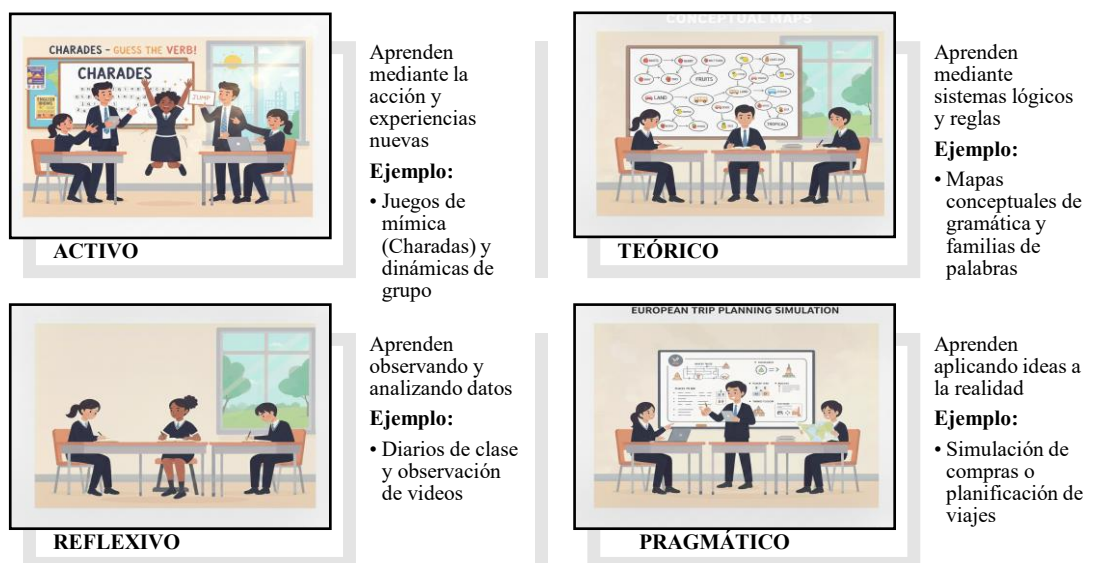 CHARADES - GUESS THE VERB!
CHARADES
JUMP
ACTIVO
Aprenden
mediante la
acción y
experiencias
nuevas
Ejemplo:
• Juegos de
mímica
(Charadas) y
dinámicas de
grupo
CONCEPTUAL MAPS
FRUITS
LAND
TEÓRICO
Aprenden
mediante
sistemas lógicos
y reglas
Ejemplo:
• Mapas
conceptuales de
gramática y
familias de
palabras
REFLEXIVO
Aprenden
observando y
analizando datos
Ejemplo:
• Diarios de clase
y observación
de videos
EUROPEAN TRIP PLANNING SIMULATION
PRAGMÁTICO
Aprenden
aplicando ideas a
la realidad
Ejemplo:
• Simulación de
compras o
planificación de
viajes